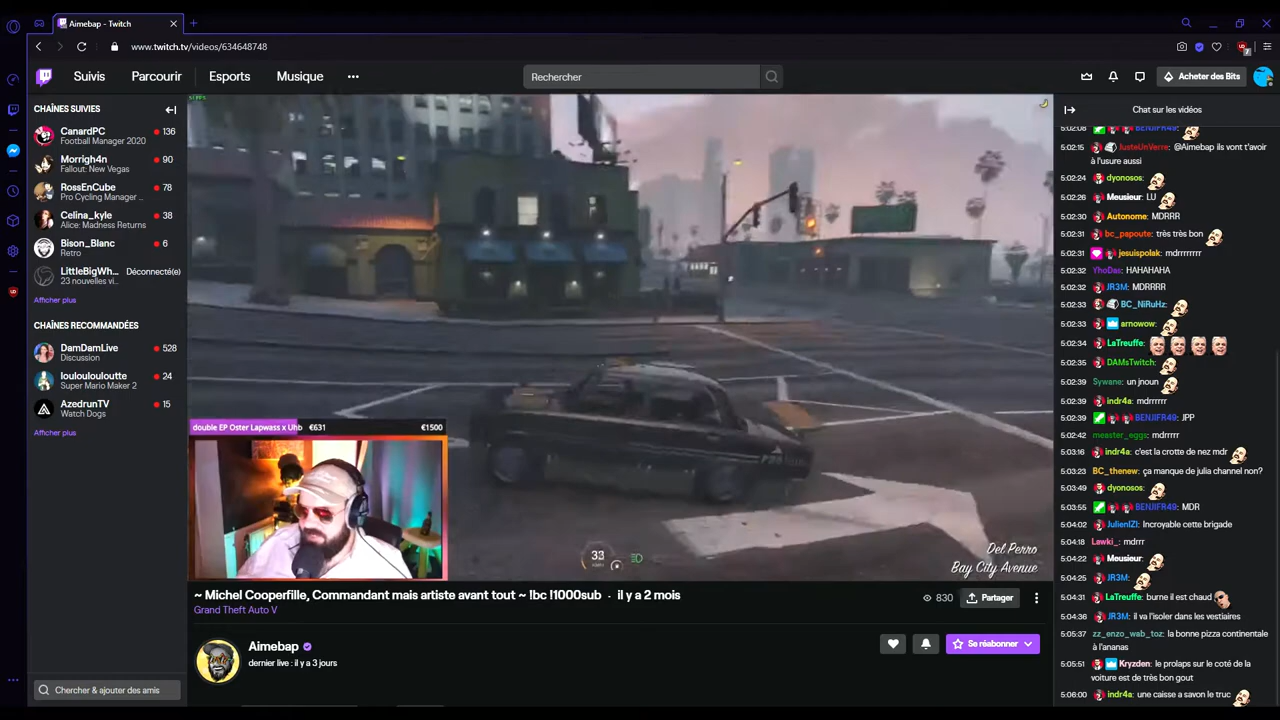 Aimebap - Twitch
www.twitch.tv/videos/634648748
Suivis
Parcourir
Esports
Musique
Rechercher
Acheter des Bits
CHAÎNES SUIVIES
CanardPC
136
Football Manager 2020
Morrigh4n
90
Fallout: New Vegas
RossEnCube
78
Pro Cycling Manager ...
Celina_kyle
38
Alice: Madness Returns
Bison_Blanc
6
Retro
LittleBigWh...
Déconnecté(e)
23 nouvelles vi...
Afficher plus
CHAÎNES RECOMMANDÉES
DamDamLive
528
Discussion
louloulouloutte
24
Super Mario Maker 2
AzedrunTV
15
Watch Dogs
Afficher plus
Chercher & ajouter des amis
double EP Oster Lapwass x Uhb €631 €1500
33
Del Perro
Bay City Avenue
~ Michel Cooperfille, Commandant mais artiste avant tout ~ !bc !1000sub · il y a 2 mois
Grand Theft Auto V
830
Partager
Aimebap
dernier live : il y a 3 jours
Se réabonner
Chat sur les vidéos
5:02:08 BENJIFR49:
5:02:15 IusteUnVerre: @Aimebap ils vont t'avoir
à l'usure aussi
5:02:24 dyonosos:
5:02:26 Meusieur: LU
5:02:30 Autonome: MDRRR
5:02:31 bc_papoute: très très bon
5:02:31 jesuispolak: mdrrrrrrr
5:02:32 YhoDas: HAHAHAHA
5:02:32 JR3M: MDRRRR
5:02:33 BC_NiRuHz:
5:02:33 arnowow:
5:02:34 LaTreuffe:
5:02:35 DAMsTwitch:
5:02:39 Sywane: un jnoun
5:02:39 indr4a: mdrrrrrr
5:02:39 BENJIFR49: JPP
5:02:42 measter_eggs: mdrrrrr
5:03:16 indr4a: c'est la crotte de nez mdr
5:03:23 BC_thenew: ça manque de julia channel non?
5:03:49 dyonosos:
5:03:55 BENJIFR49: MDR
5:04:02 JulienIZI: Incroyable cette brigade
5:04:18 Lawki_: mdrrr
5:04:22 Meusieur:
5:04:25 JR3M:
5:04:31 LaTreuffe: burne il est chaud
5:04:36 JR3M: il va l'isoler dans les vestiaires
5:05:37 zz_enzo_wab_toz: la bonne pizza continentale
à l'ananas
5:05:51 Kryzden: le prolaps sur le coté de la
voiture est de très bon gout
5:06:00 indr4a: une caisse a savon le truc